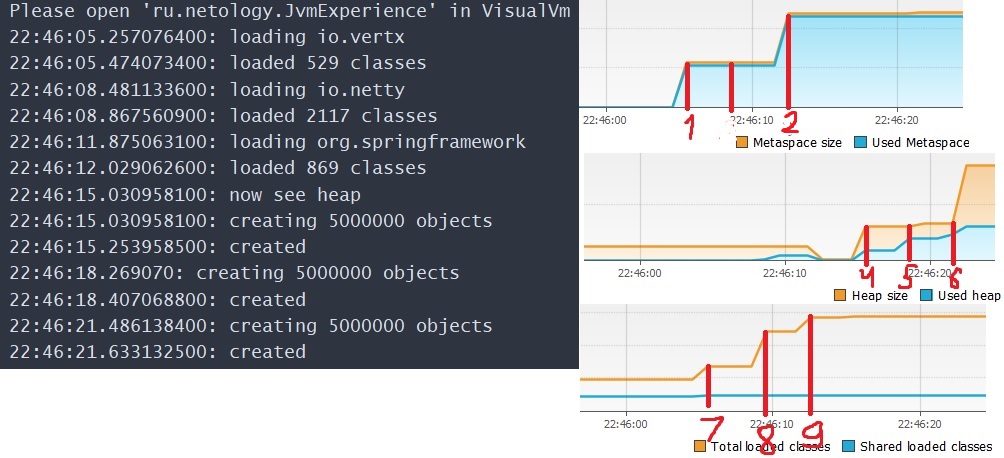 Please open 'ru.netology.JvmExperience' in VisualVm
22:46:05.257076400: loading io.vertx
22:46:05.474073400: loaded 529 classes
22:46:08.481133600: loading io.netty
22:46:08.867560900: loaded 2117 classes
22:46:11.875063100: loading org.springframework
22:46:12.029062600: loaded 869 classes
22:46:15.030958100: now see heap
22:46:15.030958100: creating 5000000 objects
22:46:15.253958500: created
22:46:18.269070: creating 5000000 objects
22:46:18.407068800: created
22:46:21.486138400: creating 5000000 objects
22:46:21.633132500: created
22:46:00 22:46:10 22:46:20
1 2
Metaspace size Used Metaspace
22:46:00 22:46:10 22:46:20
4 5 6
Heap size Used heap
22:46:00 22:46:10 22:46:20
7 8 9
Total loaded classes Shared loaded classes